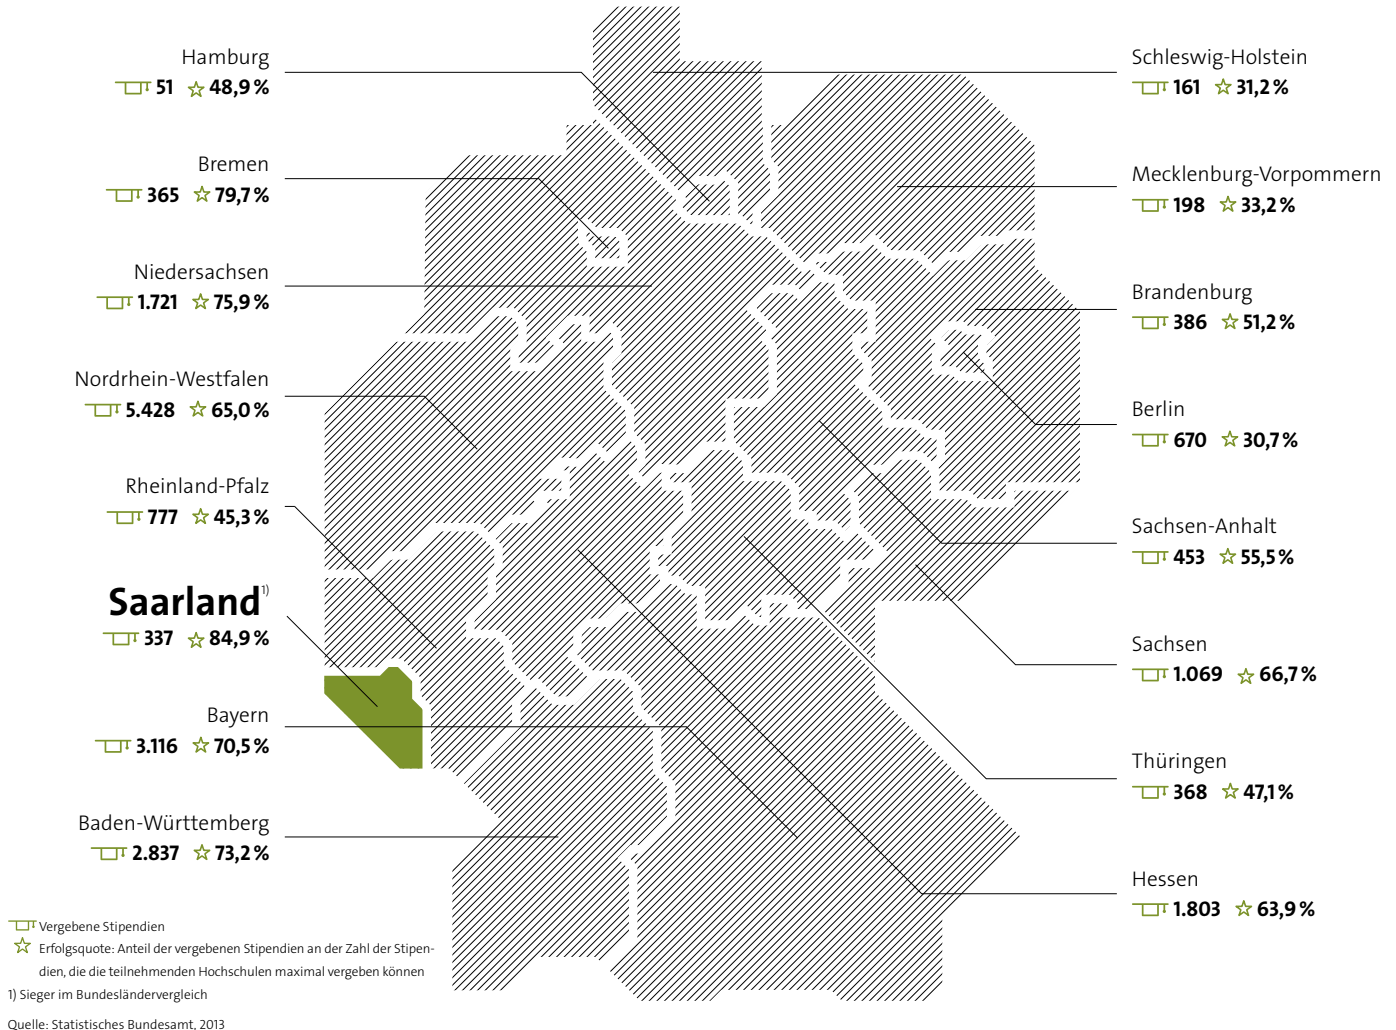 Hamburg
51 48,9 %
Bremen
365 79,7 %
Niedersachsen
1.721 75,9 %
Nordrhein-Westfalen
5.428 65,0 %
Rheinland-Pfalz
777 45,3 %
Saarland1)
337 84,9 %
Bayern
3.116 70,5 %
Baden-Württemberg
2.837 73,2 %
Schleswig-Holstein
161 31,2 %
Mecklenburg-Vorpommern
198 33,2 %
Brandenburg
386 51,2 %
Berlin
670 30,7 %
Sachsen-Anhalt
453 55,5 %
Sachsen
1.069 66,7 %
Thüringen
368 47,1 %
Hessen
1.803 63,9 %
Vergebene Stipendien
Erfolgsquote: Anteil der vergebenen Stipendien an der Zahl der Stipen-
dien, die die teilnehmenden Hochschulen maximal vergeben können
1) Sieger im Bundesländervergleich
Quelle: Statistisches Bundesamt, 2013